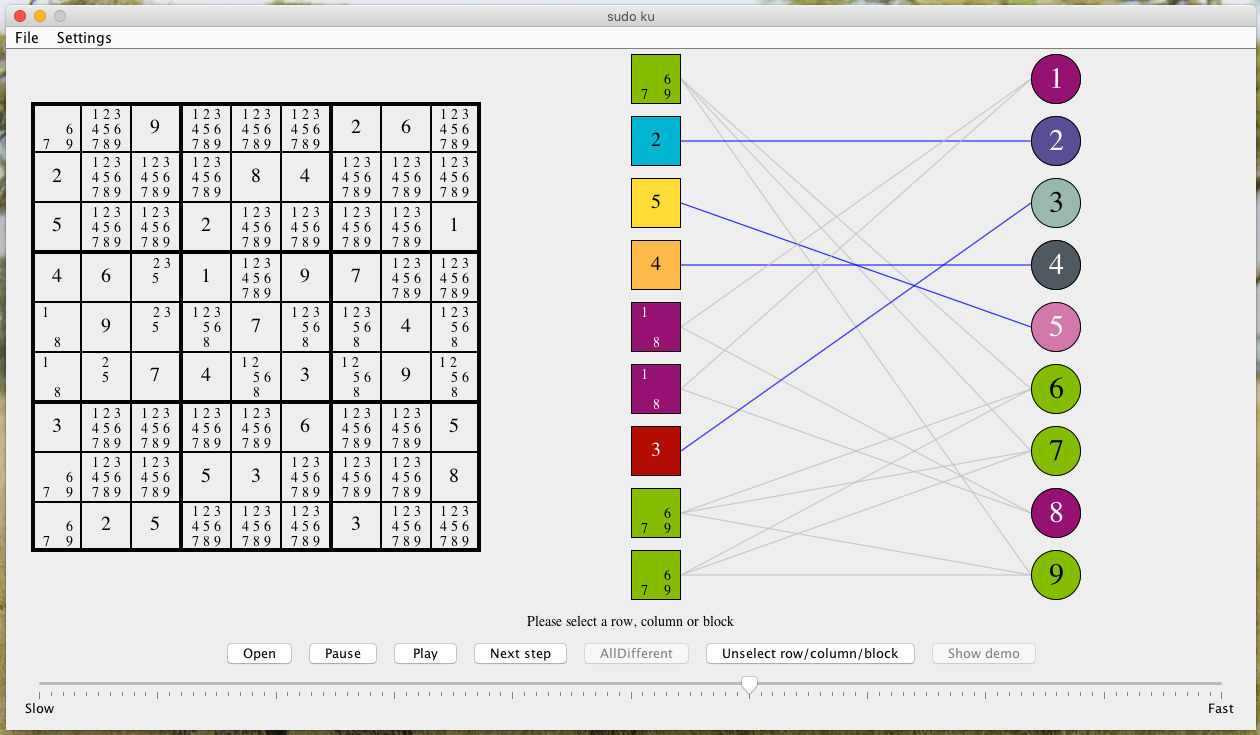 sudo ku
File Settings
1 2 3 1 2 3 1 2 3 1 2 3 1 2 3
6 4 5 6 9 4 5 6 4 5 6 4 5 6 2 6 4 5 6
7 9 7 8 9 7 8 9 7 8 9 7 8 9 7 8 9
1 2 3 1 2 3 1 2 3 1 2 3 1 2 3 1 2 3
2 4 5 6 4 5 6 4 5 6 8 4 4 5 6 4 5 6 4 5 6
7 8 9 7 8 9 7 8 9 7 8 9 7 8 9 7 8 9
1 2 3 1 2 3 1 2 3 1 2 3 1 2 3 1 2 3
5 4 5 6 4 5 6 2 4 5 6 4 5 6 4 5 6 4 5 6 1
7 8 9 7 8 9 7 8 9 7 8 9 7 8 9 7 8 9
2 3 1 2 3 1 2 3 1 2 3
4 6 5 1 4 5 6 9 7 4 5 6 4 5 6
7 8 9 7 8 9 7 8 9
1 2 3 1 2 3 1 2 3 1 2 3 1 2 3
9 5 5 6 7 5 6 5 6 4 5 6
8 8 8 8 8
1 2 1 2 1 2 1 2
5 7 4 5 6 3 5 6 9 5 6
8 8 8 8
1 2 3 1 2 3 1 2 3 1 2 3 1 2 3 1 2 3
3 4 5 6 4 5 6 4 5 6 4 5 6 6 4 5 6 4 5 6 5
7 8 9 7 8 9 7 8 9 7 8 9 7 8 9 7 8 9
1 2 3 1 2 3 1 2 3 1 2 3 1 2 3
6 4 5 6 4 5 6 5 3 4 5 6 4 5 6 4 5 6 8
7 9 7 8 9 7 8 9 7 8 9 7 8 9 7 8 9
1 2 3 1 2 3 1 2 3 1 2 3 1 2 3
6 2 5 4 5 6 4 5 6 4 5 6 3 4 5 6 4 5 6
7 9 7 8 9 7 8 9 7 8 9 7 8 9 7 8 9
6
7 9
2
5
4
1
8
1
8
3
6
7 9
6
7 9
1
2
3
4
5
6
7
8
9
Please select a row, column or block
Open Pause Play Next step AllDifferent Unselect row/column/block Show demo
Slow Fast